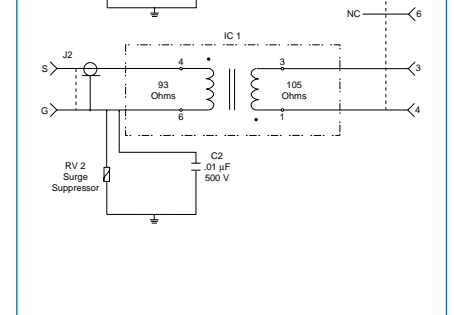 NC 6
IC 1
J2
S 4 3 3
93
Ohms
105
Ohms
G 6 1 4
RV 2
Surge
Suppressor
C2
.01 µF
500 V